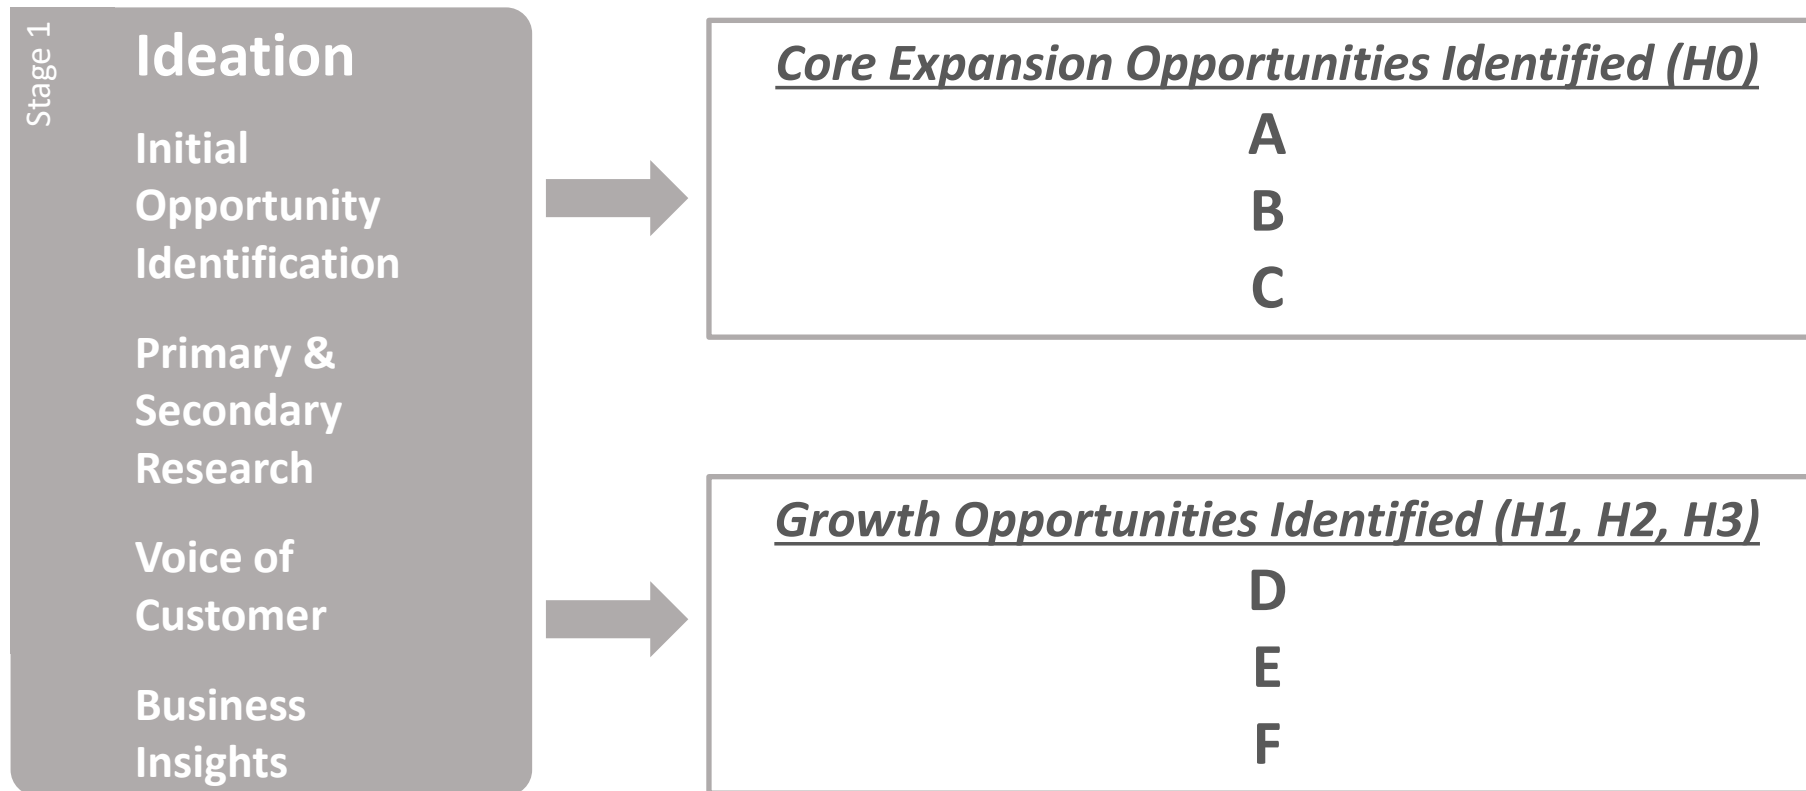 Stage 1
Ideation
Initial
Opportunity
Identification
Primary &
Secondary
Research
Voice of
Customer
Business
Insights
Core Expansion Opportunities Identified (H0)
A
B
C
Growth Opportunities Identified (H1, H2, H3)
D
E
F